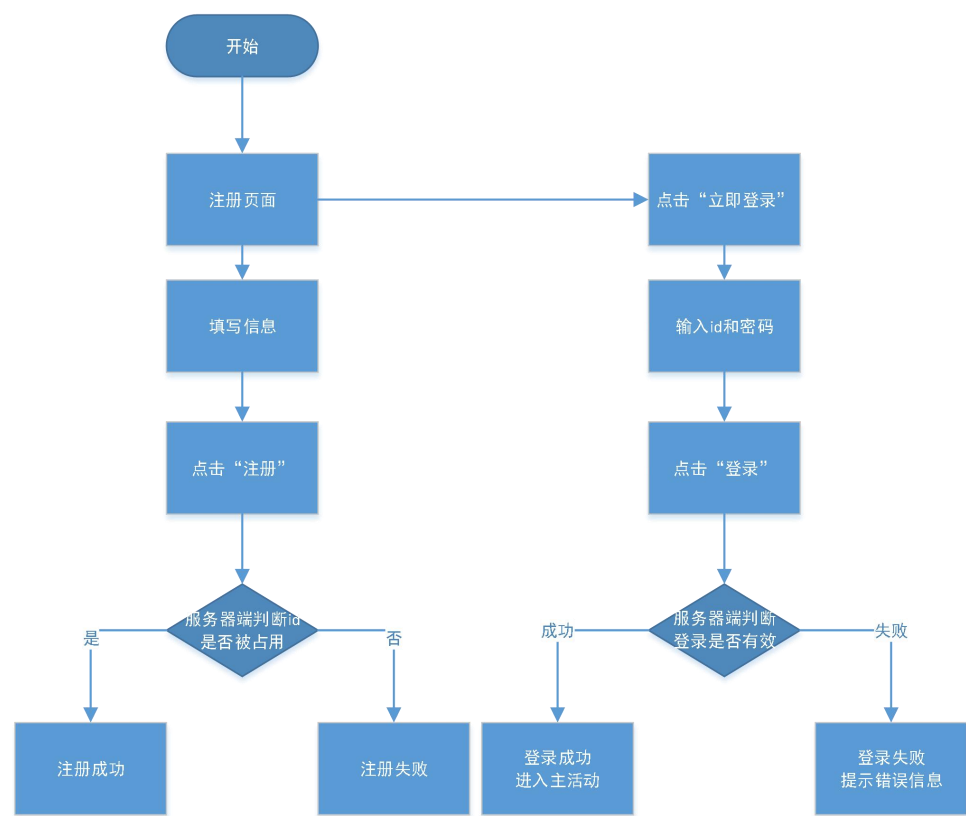 开始
注册页面
点击“立即登录”
填写信息
输入id和密码
点击“注册”
点击“登录”
服务器端判断id
是否被占用
服务器端判断
登录是否有效
是
否
成功
失败
注册成功
注册失败
登录成功
进入主活动
登录失败
提示错误信息